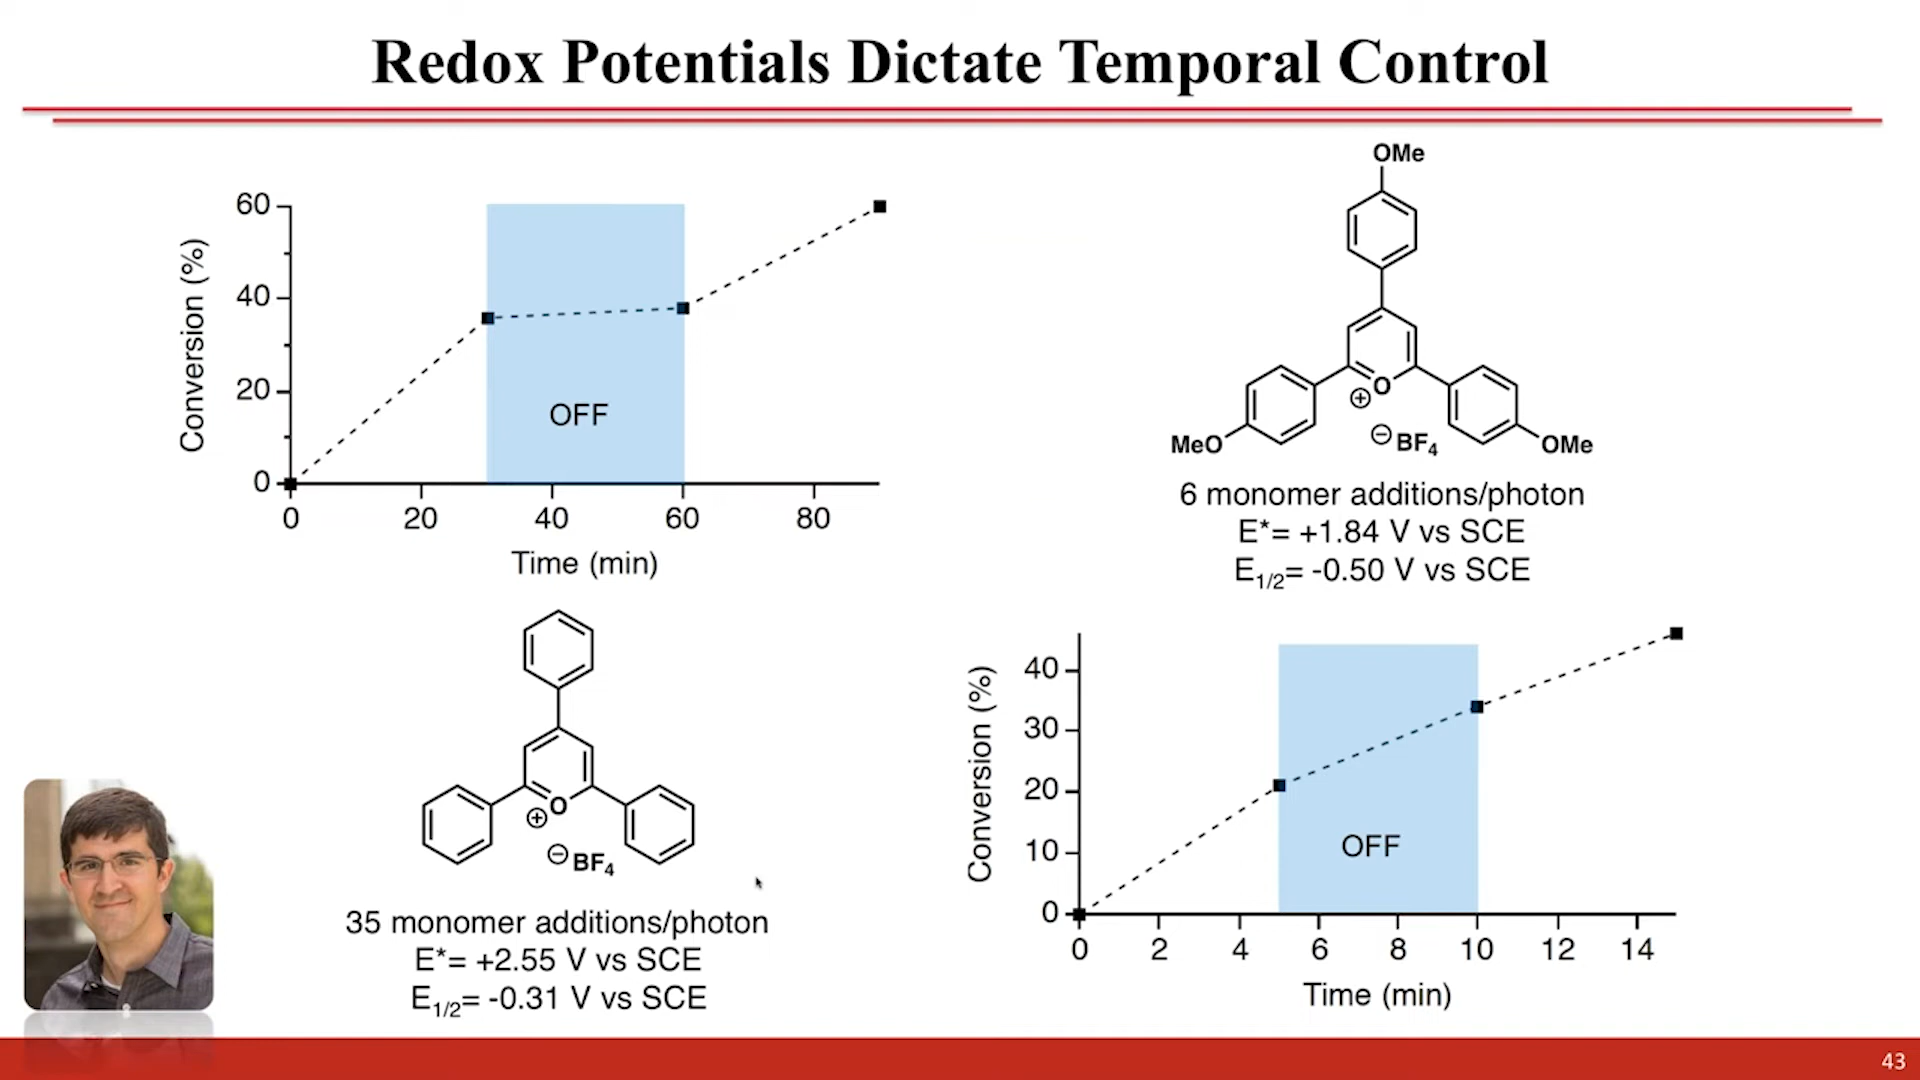 Redox Potentials Dictate Temporal Control
60
40
20
0
Conversion (%)
OFF
0 20 40 60 80
Time (min)
OMe
O
⊕
MeO
⊖BF4
OMe
6 monomer additions/photon
E*= +1.84 V vs SCE
E1/2= -0.50 V vs SCE
O
⊕
⊖BF4
35 monomer additions/photon
E*= +2.55 V vs SCE
E1/2= -0.31 V vs SCE
40
30
20
10
0
Conversion (%)
OFF
0 2 4 6 8 10 12 14
Time (min)
43